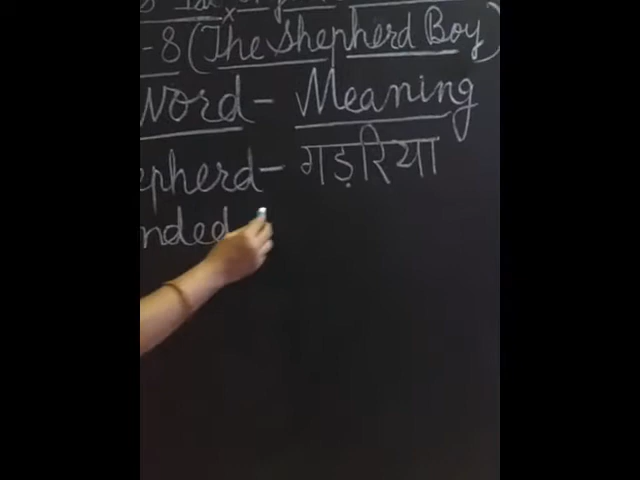 -8 (The Shepherd Boy)
Word - Meaning
epherd - गड़रिया
nded